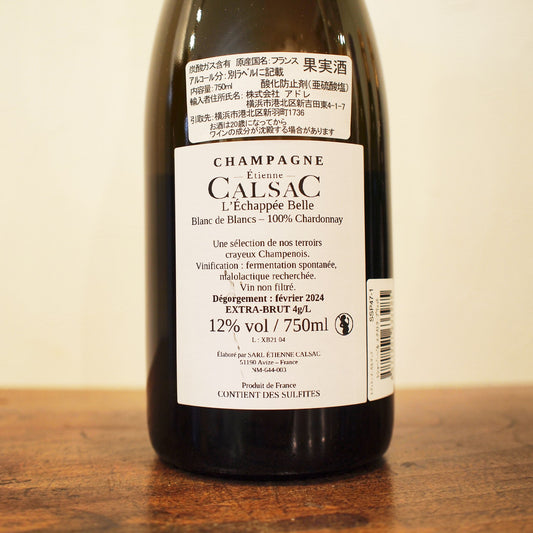 炭酸ガス含有 原産国名：フランス 果実酒
アルコール分：別ラベルに記載
内容量：750ml 酸化防止剤（亜硫酸塩）
輸入者住所氏名：株式会社 アドレ
横浜市港北区新吉田東4-1-7
引取先：横浜市港北区新羽町1736
お酒は20歳になってから
ワインの成分が沈殿する場合があります
CHAMPAGNE
Étienne
CALSAC
L'Échappée Belle
Blanc de Blancs – 100% Chardonnay
Une sélection de nos terroirs
crayeux Champenois.
Vinification : fermentation spontanée,
malolactique recherchée.
Vin non filtré.
Dégorgement : février 2024
EXTRA-BRUT 4g/L
12% vol / 750ml
L : XB21 04
Élaboré par SARL ÉTIENNE CALSAC
51190 Avize – France
NM-644-003
Produit de France
CONTIENT DES SULFITES
SSP47-1